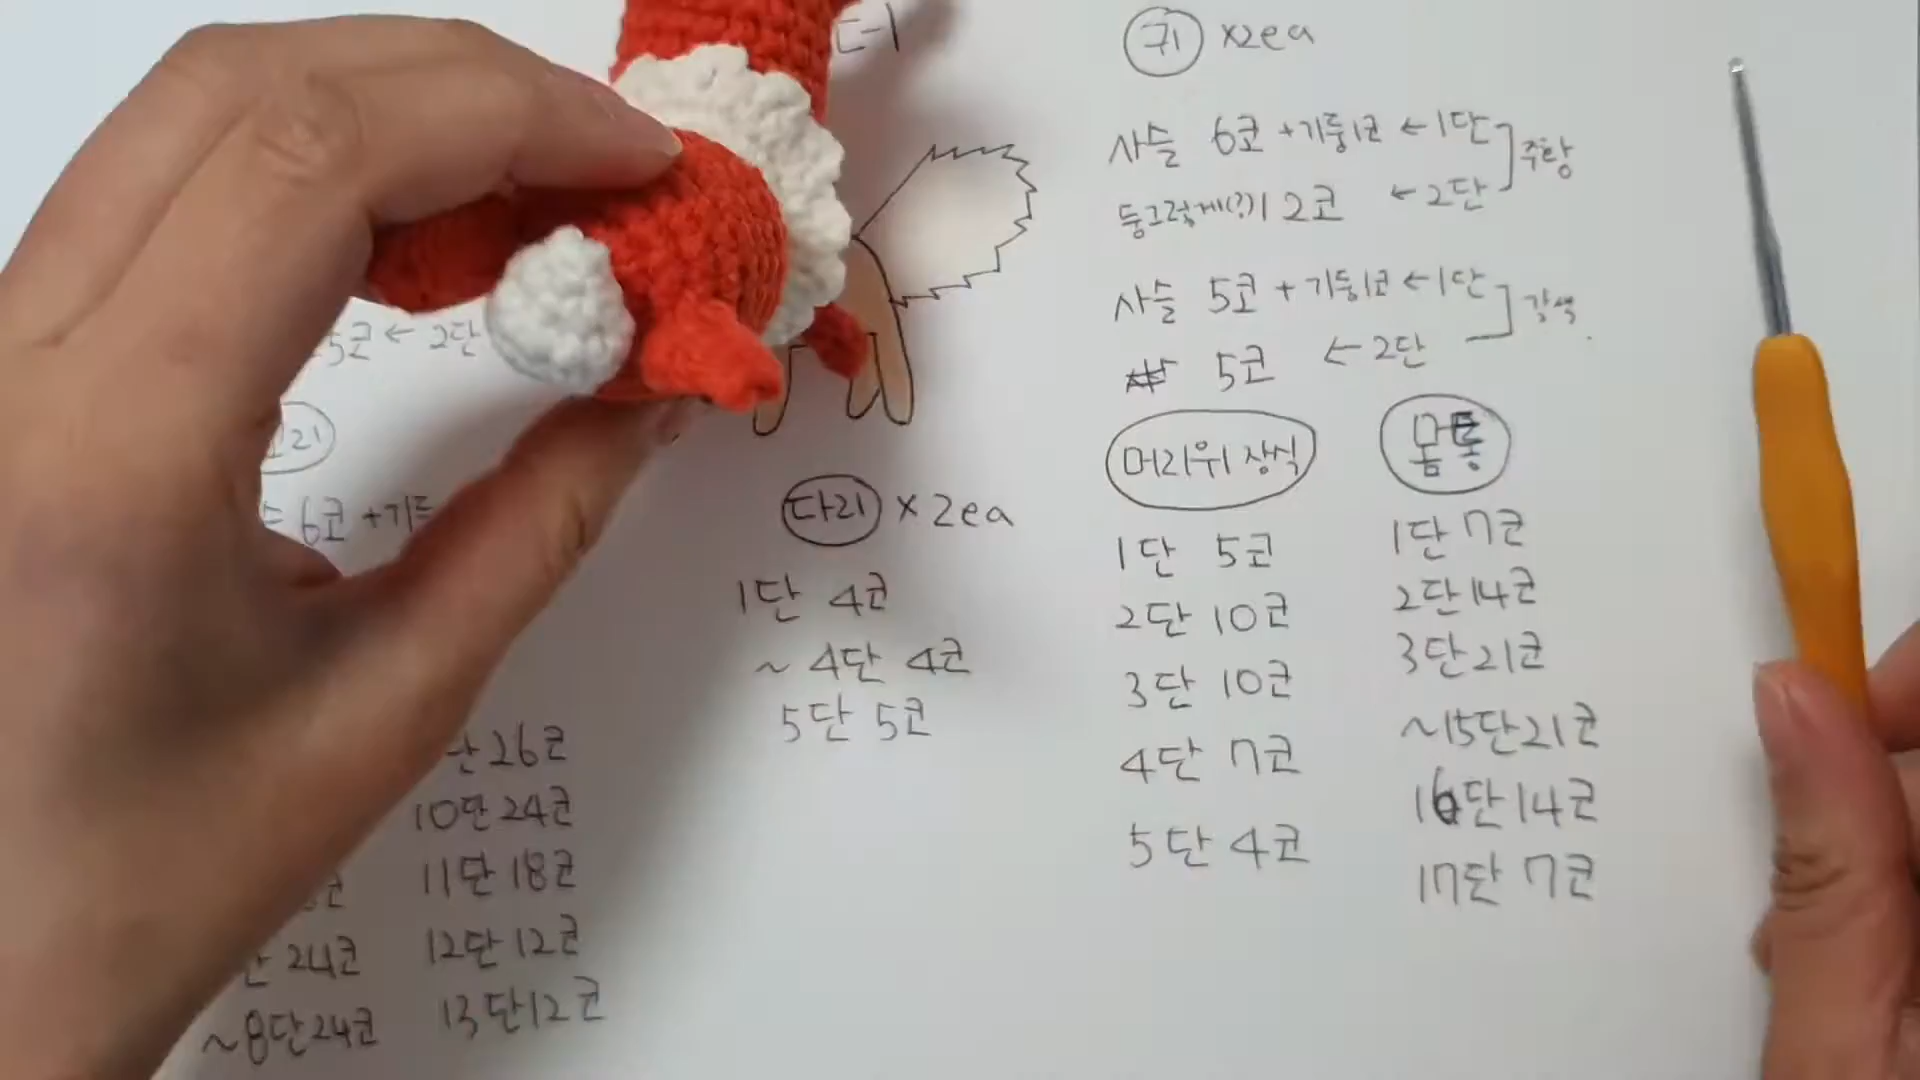 ㄷ-1
귀 x2ea
사슬 6코 +기둥1코 ←1단
둥그렇게(?) 12코 ←2단
주황
사슬 5코 + 기둥1코 ←1단
5코 ←2단
갈색
5코 ← 2단
6코 +기둥
단 26코
10단 24코
11단 18코
단 24코
12단 12코
~8단 24코
13단 12코
다리 x 2ea
1단 4코
~ 4단 4코
5단 5코
머리위 장식
1단 5코
2단 10코
3단 10코
4단 7코
5단 4코
몸통
1단 7코
2단 14코
3단 21코
~15단 21코
16단 14코
17단 7코